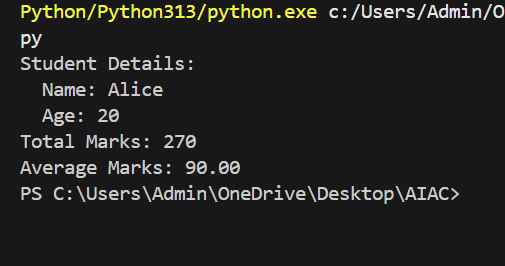 Python/Python313/python.exe c:/Users/Admin/O
py
Student Details:
  Name: Alice
  Age: 20
Total Marks: 270
Average Marks: 90.00
PS C:\Users\Admin\OneDrive\Desktop\AIAC>